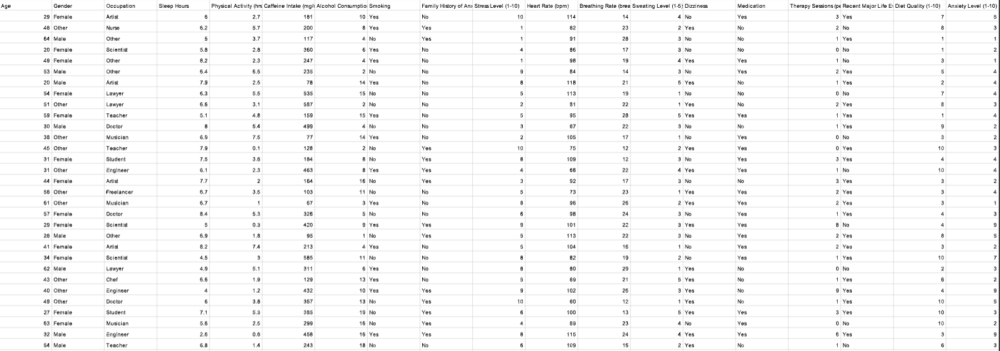 Age Gender Occupation Sleep Hours Physical Activity (hrs Caffeine Intake (mg/ Alcohol Consumptio Smoking Family History of Anx Stress Level (1-10) Heart Rate (bpm) Breathing Rate (brea Sweating Level (1-5) Dizziness Medication Therapy Sessions (pe Recent Major Life Ev Diet Quality (1-10) Anxiety Level (1-10)
29 Female Artist 6 2.7 181 10 Yes No 10 114 14 4 No Yes 3 Yes 7 5
46 Other Nurse 6.2 5.7 200 8 Yes Yes 1 62 23 2 Yes No 2 No 8 3
64 Male Other 5 3.7 117 4 No Yes 1 91 28 3 No No 1 Yes 1 1
20 Female Scientist 5.8 2.8 360 6 Yes No 4 86 17 3 No No 0 No 1 2
49 Female Other 8.2 2.3 247 4 Yes No 1 98 19 4 Yes Yes 1 No 3 1
53 Male Other 6.4 6.5 235 2 No No 9 84 14 3 No Yes 2 Yes 5 4
20 Male Artist 7.9 2.5 78 14 Yes No 8 118 21 5 Yes No 1 Yes 2 4
54 Female Lawyer 6.3 5.5 535 15 No No 5 113 19 1 No No 0 No 7 4
51 Other Lawyer 6.6 3.1 587 2 No No 2 81 22 1 Yes No 2 Yes 8 3
59 Female Teacher 5.1 4.8 159 15 Yes No 5 95 28 5 Yes Yes 1 Yes 1 4
30 Male Doctor 8 5.4 499 4 No No 3 67 22 3 No No 1 Yes 9 2
38 Other Musician 6.9 7.5 77 14 Yes No 2 105 17 1 No Yes 0 No 3 2
45 Other Teacher 7.9 0.1 128 2 No Yes 10 75 12 2 Yes Yes 0 Yes 10 3
31 Female Student 7.5 3.6 184 8 No Yes 8 109 12 3 No Yes 3 Yes 4 4
31 Other Engineer 6.1 2.3 463 8 Yes Yes 4 68 22 4 Yes Yes 1 No 10 4
44 Female Artist 7.7 2 164 16 No Yes 3 92 17 3 No No 3 Yes 3 2
56 Other Freelancer 6.7 3.5 103 11 No No 5 73 23 1 Yes Yes 2 Yes 3 4
61 Other Musician 6.7 1 67 3 Yes No 8 96 26 2 Yes Yes 2 Yes 3 1
57 Female Doctor 8.4 5.3 326 5 No No 6 98 24 3 No Yes 1 Yes 4 3
29 Female Scientist 5 0.3 420 9 Yes Yes 9 101 22 3 Yes Yes 8 No 4 9
26 Male Other 6.9 1.8 95 1 No Yes 5 113 22 3 No Yes 2 Yes 8 5
41 Female Artist 8.2 7.4 213 4 Yes No 5 104 16 1 No Yes 2 Yes 3 2
34 Female Scientist 4.5 3 585 11 No No 8 82 19 2 No Yes 1 Yes 10 7
62 Male Lawyer 4.9 5.1 311 6 Yes No 8 80 29 1 Yes No 0 No 2 3
43 Other Chef 6.6 1.9 129 13 Yes No 5 69 21 5 Yes No 1 Yes 6 2
40 Other Engineer 4 1.2 432 10 Yes Yes 9 102 26 3 Yes No 9 Yes 4 9
49 Other Doctor 6 3.8 357 13 No Yes 10 60 12 1 Yes No 1 Yes 10 5
27 Female Student 7.1 5.3 385 19 No Yes 6 100 13 5 Yes Yes 3 Yes 10 3
63 Female Musician 5.6 2.5 299 16 No Yes 4 69 23 4 No Yes 0 No 10 2
32 Male Engineer 2.6 0.6 458 16 Yes Yes 8 115 24 4 Yes Yes 6 Yes 3 9
54 Male Teacher 6.8 1.4 243 18 No No 6 109 15 2 Yes No 1 No 6 3